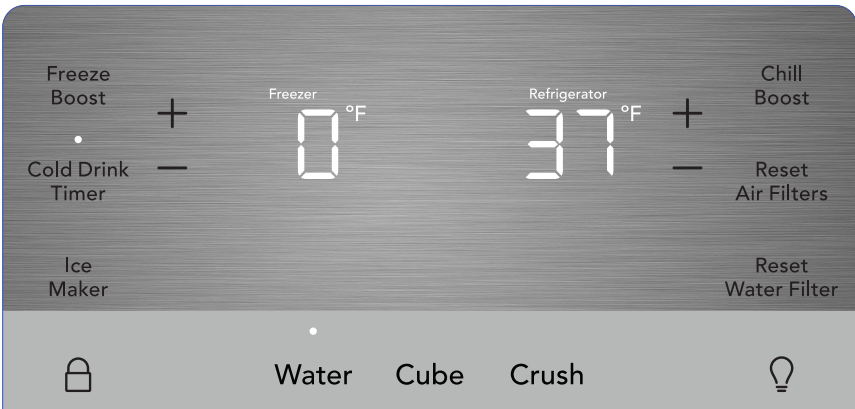 Freeze
Boost
+
Freezer
0 °F
Refrigerator
37 °F
+
Chill
Boost
Cold Drink
Timer
−
−
Reset
Air Filters
Ice
Maker
Reset
Water Filter
Water Cube Crush